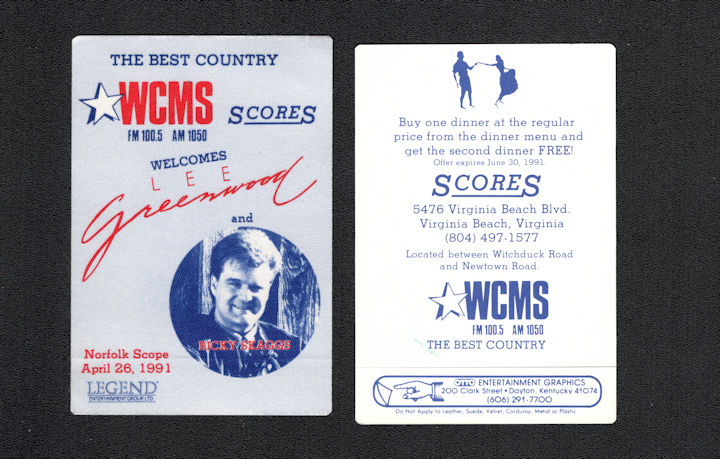 THE BEST COUNTRY
WCMS
FM 100.5 AM 1050
SCORES
WELCOMES
LEE
Greenwood
and
RICKY SKAGGS
Norfolk Scope
April 26, 1991
LEGEND
ENTERTAINMENT GROUP LTD.
Buy one dinner at the regular
price from the dinner menu and
get the second dinner FREE!
Offer expires June 30, 1991.
SCORES
5476 Virginia Beach Blvd.
Virginia Beach, Virginia
(804) 497-1577
Located between Witchduck Road
and Newtown Road.
WCMS
FM 100.5 AM 1050
THE BEST COUNTRY
OTTO ENTERTAINMENT GRAPHICS
200 Clark Street • Dayton, Kentucky 41074
(606) 291-7700
Do Not Apply to Leather, Suede, Velvet, Corduroy, Metal or Plastic.